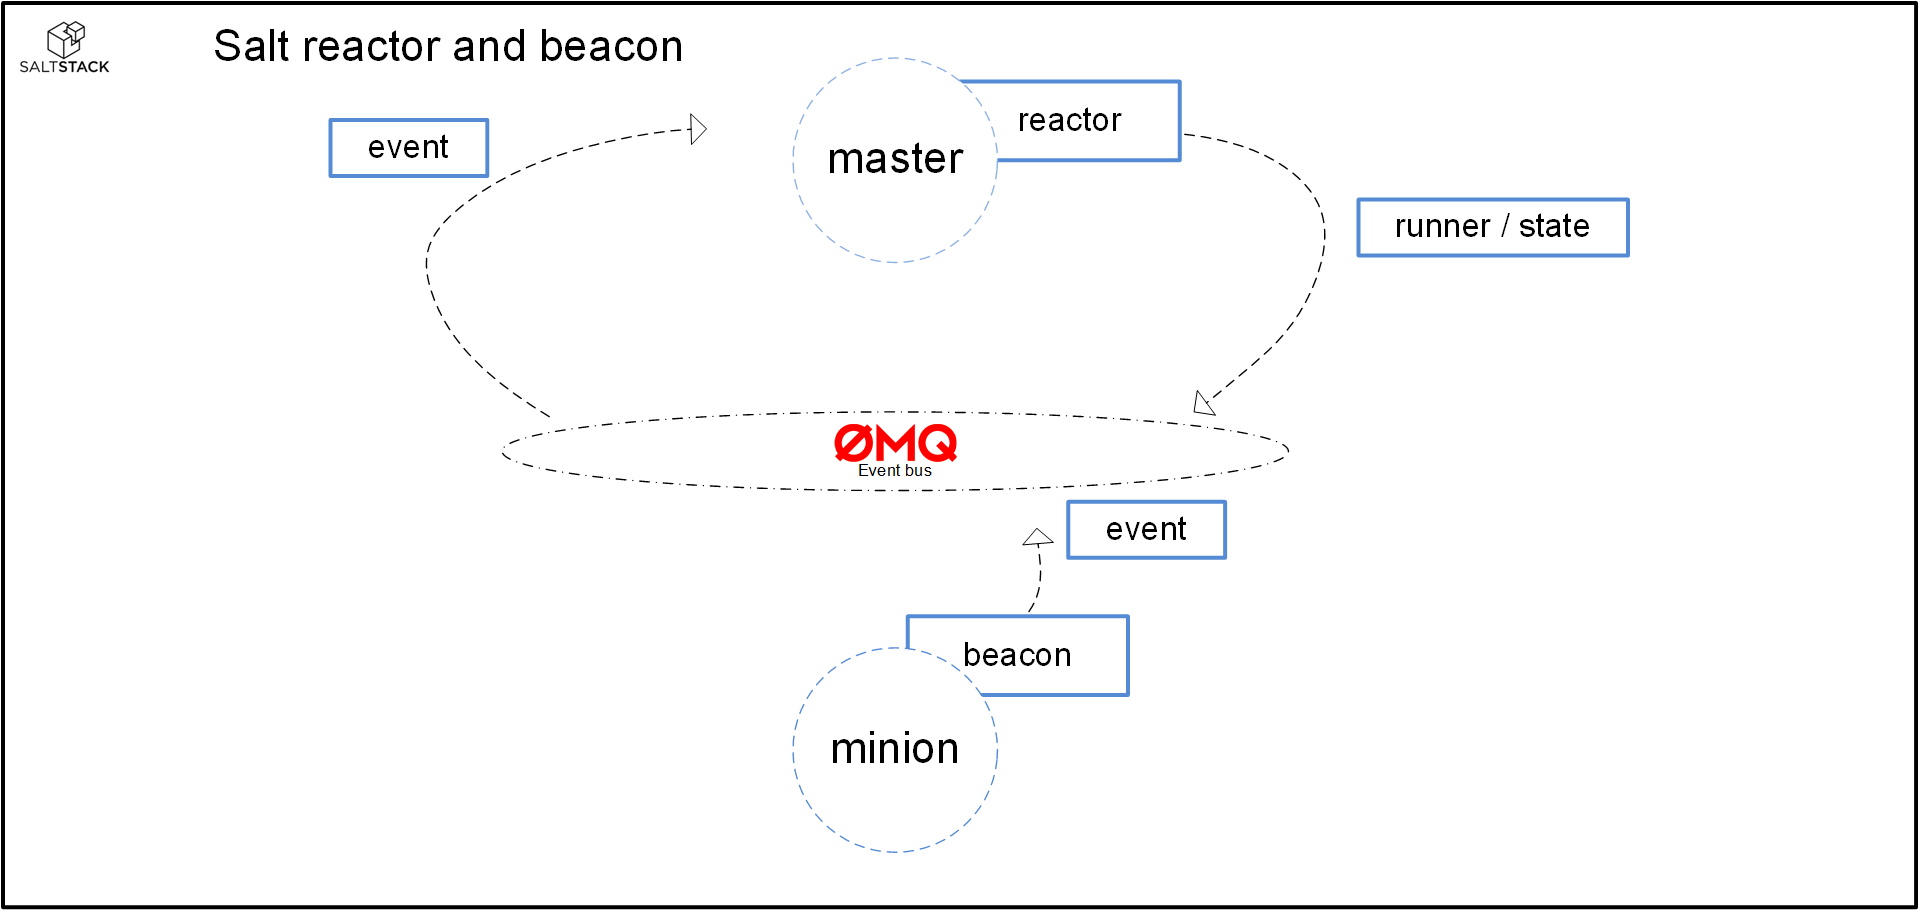 SALTSTACK
Salt reactor and beacon
event
reactor
master
runner / state
ØMQ
Event bus
event
beacon
minion